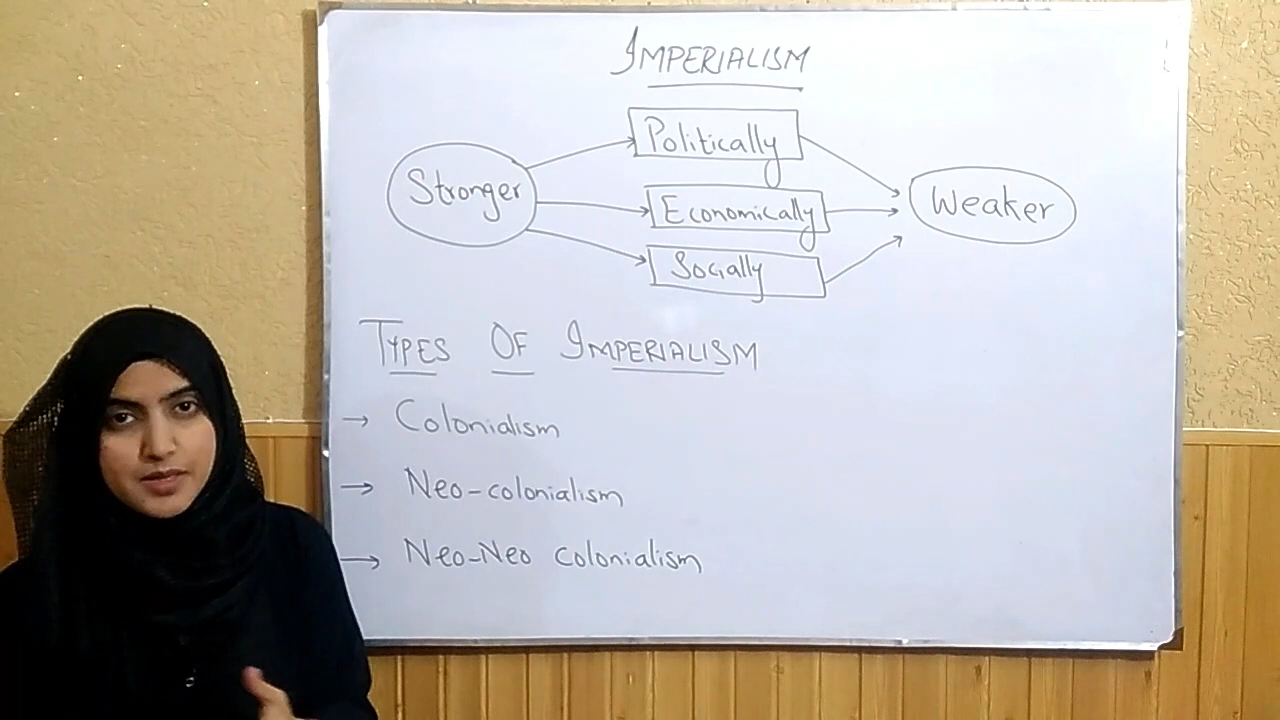 IMPERIALISM
Politically
Stronger
Economically
Weaker
Socially
TYPES OF IMPERIALISM
→ Colonialism
→ Neo-colonialism
→ Neo-Neo colonialism